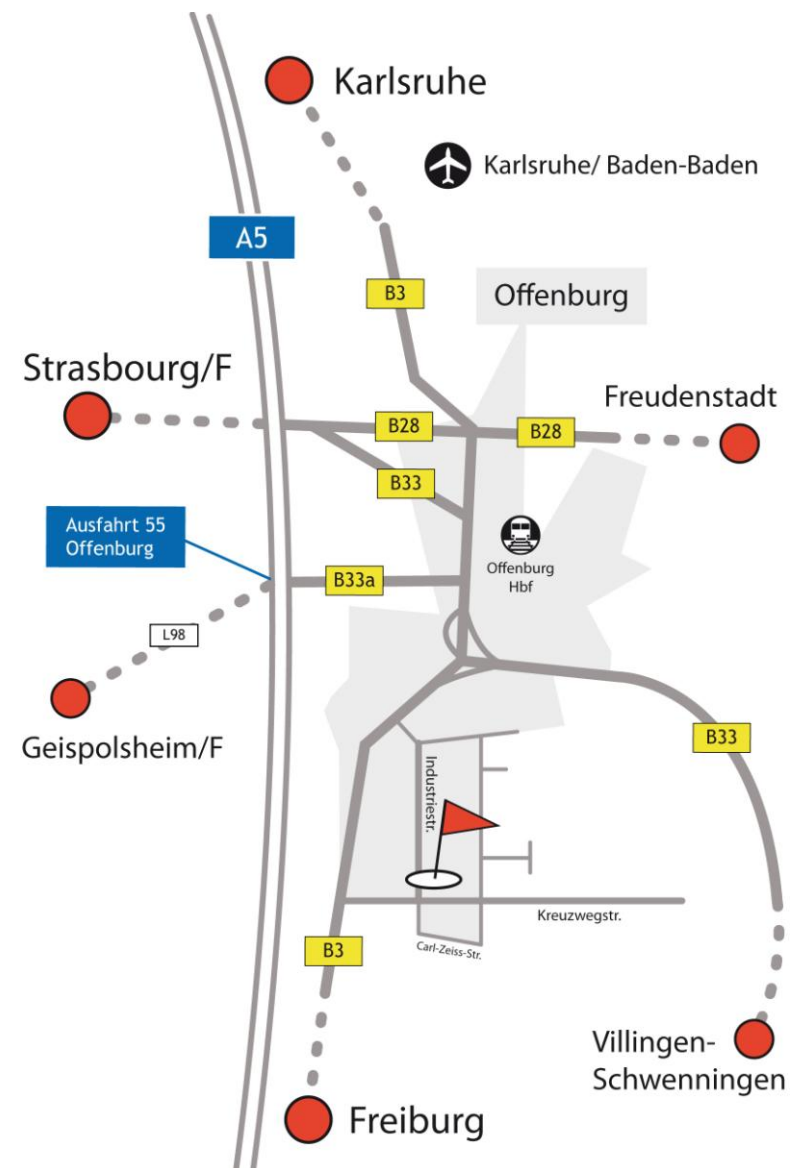 Karlsruhe
Karlsruhe/ Baden-Baden
A5
B3
Offenburg
Strasbourg/F
Freudenstadt
B28
B28
B33
Ausfahrt 55
Offenburg
Offenburg
Hbf
B33a
L98
Geispolsheim/F
B33
Industriestr.
Kreuzwegstr.
B3
Carl-Zeiss-Str.
Villingen-
Schwenningen
Freiburg